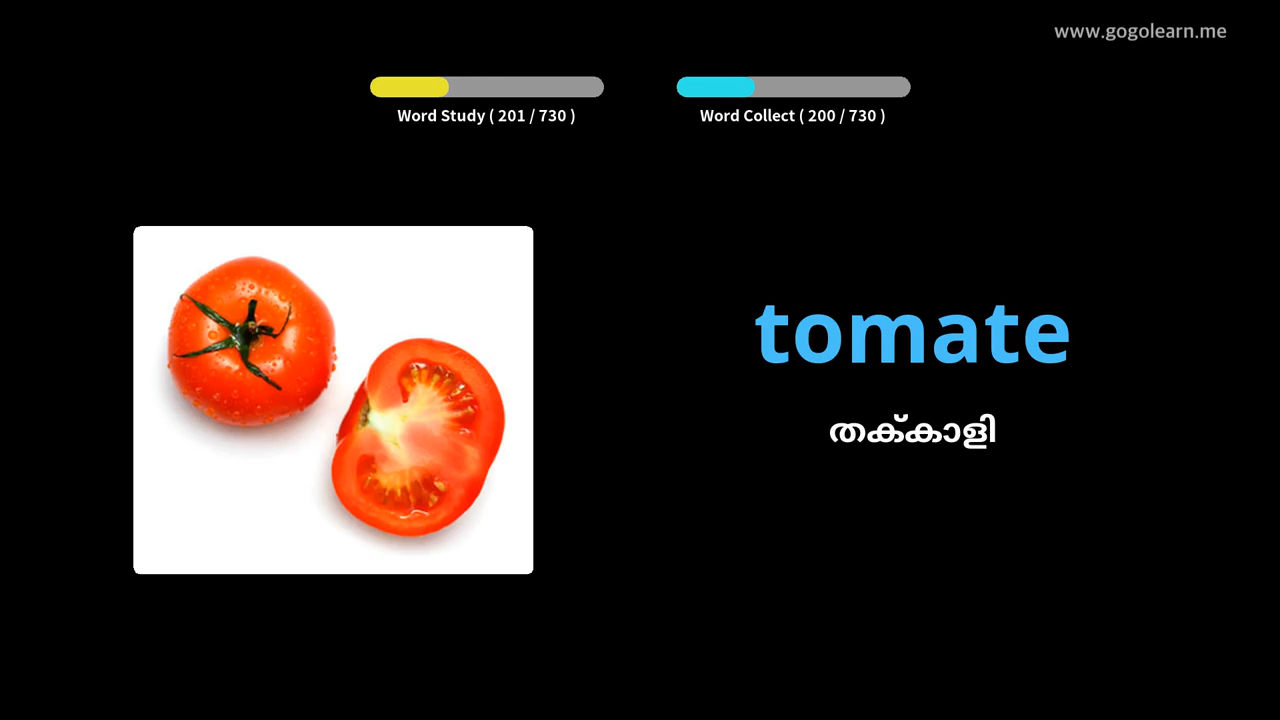 www.gogolearn.me
Word Study ( 201 / 730 )
Word Collect ( 200 / 730 )
tomate
തക്കാളി